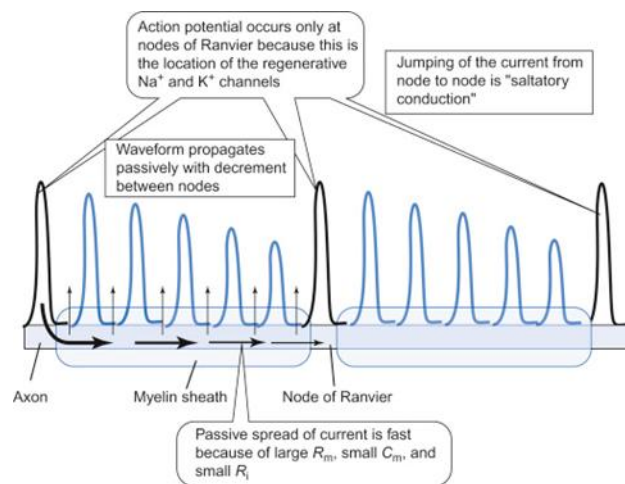 Action potential occurs only at
nodes of Ranvier because this is
the location of the regenerative
Na⁺ and K⁺ channels
Jumping of the current from
node to node is "saltatory
conduction"
Waveform propagates
passively with decrement
between nodes
Axon
Myelin sheath
Node of Ranvier
Passive spread of current is fast
because of large Rₘ, small Cₘ, and
small Rᵢ